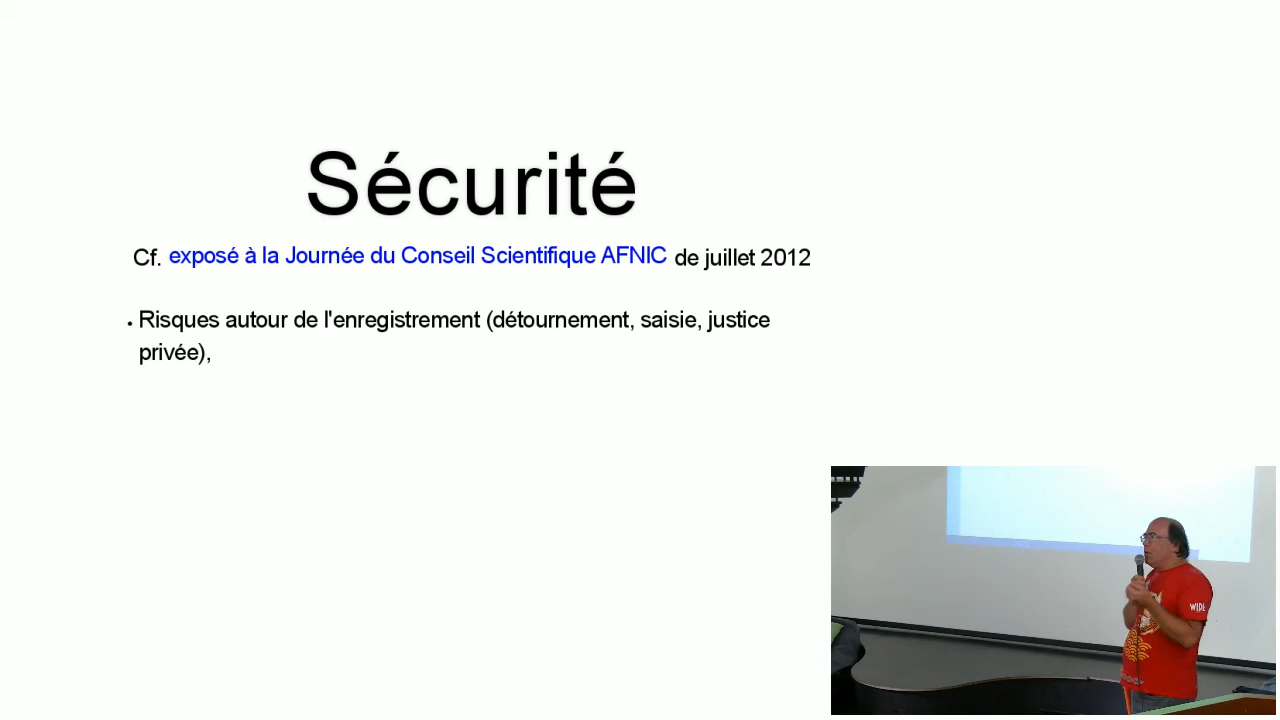 Sécurité
Cf. exposé à la Journée du Conseil Scientifique AFNIC de juillet 2012
• Risques autour de l'enregistrement (détournement, saisie, justice
privée),
WIDE